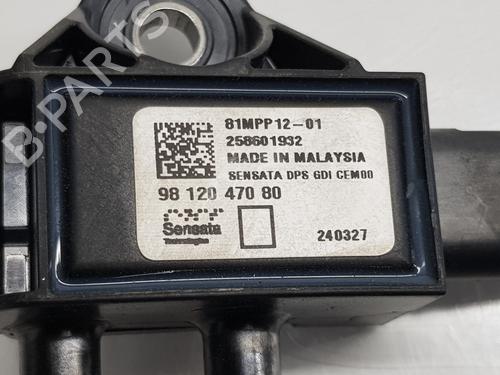 81MPP12-01
258601932
MADE IN MALAYSIA
SENSATA DPS GDI CEM00
98 120 470 80
Sensata
Technologies
240327
B-PARTS